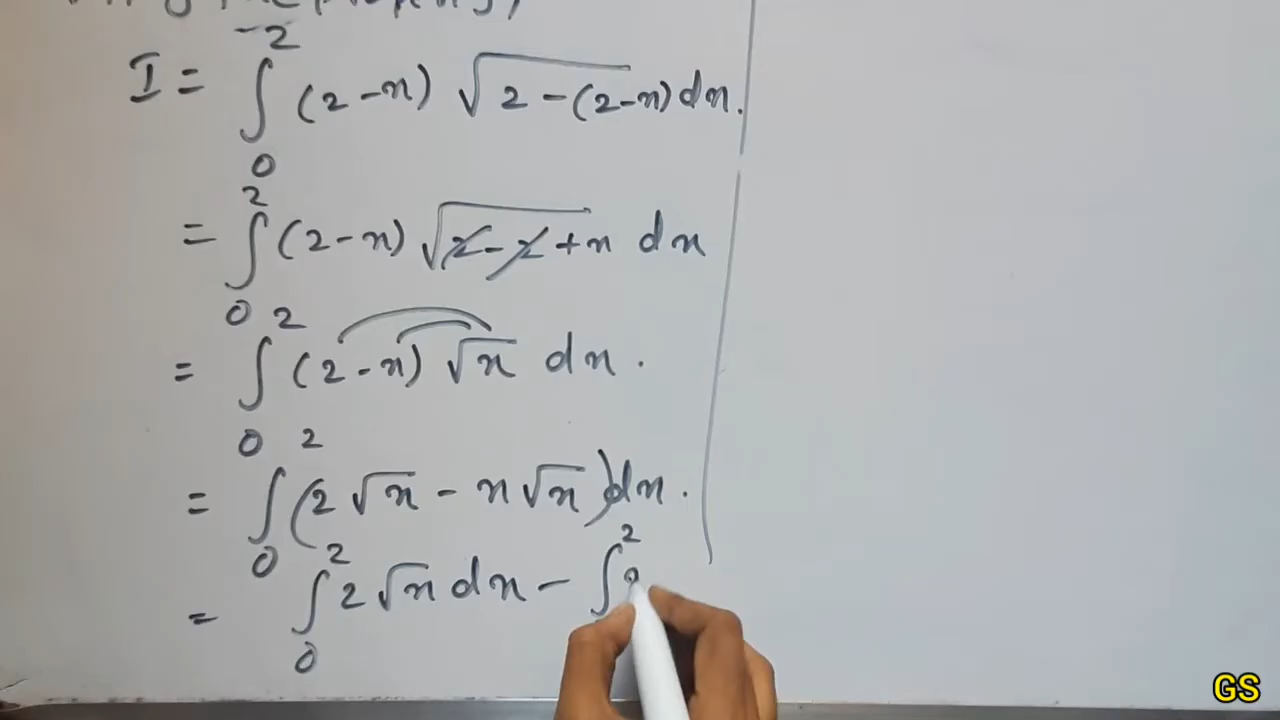 I = ∫₀² (2-x) √2-(2-x) dx.
= ∫₀² (2-x) √2-2+x dx
= ∫₀² (2-x) √x dx.
= ∫₀² (2√x - x√x) dx.
= ∫₀² 2√x dx - ∫²
GS